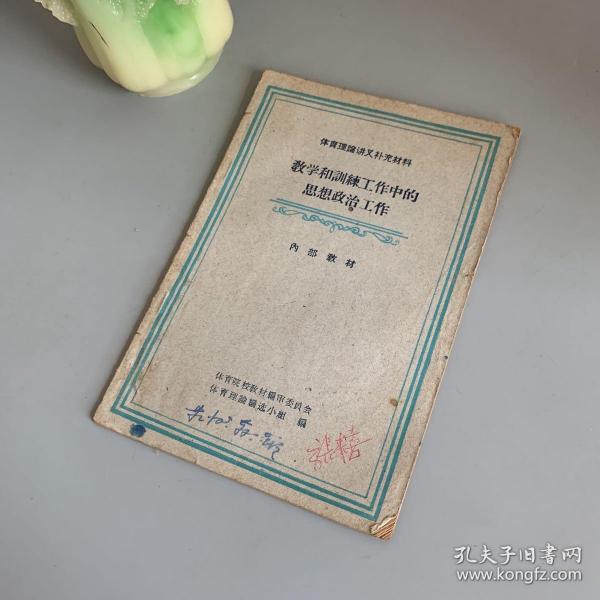 体育理論讲义补充材料
教学和訓練工作中的
思想政治工作
內部教材
体育院校教材編审委員会
体育理論編选小組 編
孔夫子旧书网
www.kongfz.com